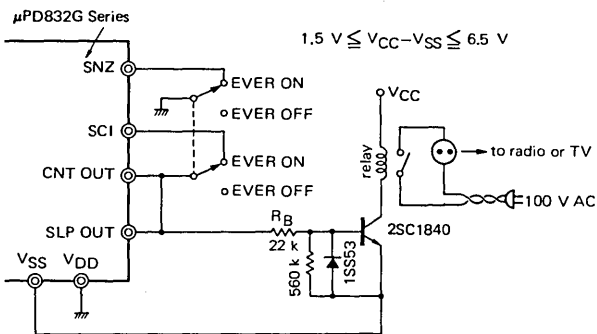 μPD832G Series
1.5 V ≦ VCC–VSS ≦ 6.5 V
SNZ
EVER ON
EVER OFF
VCC
SCI
EVER ON
EVER OFF
CNT OUT
relay
to radio or TV
100 V AC
SLP OUT
RB
22 k
560 k
1SS53
2SC1840
VSS
VDD